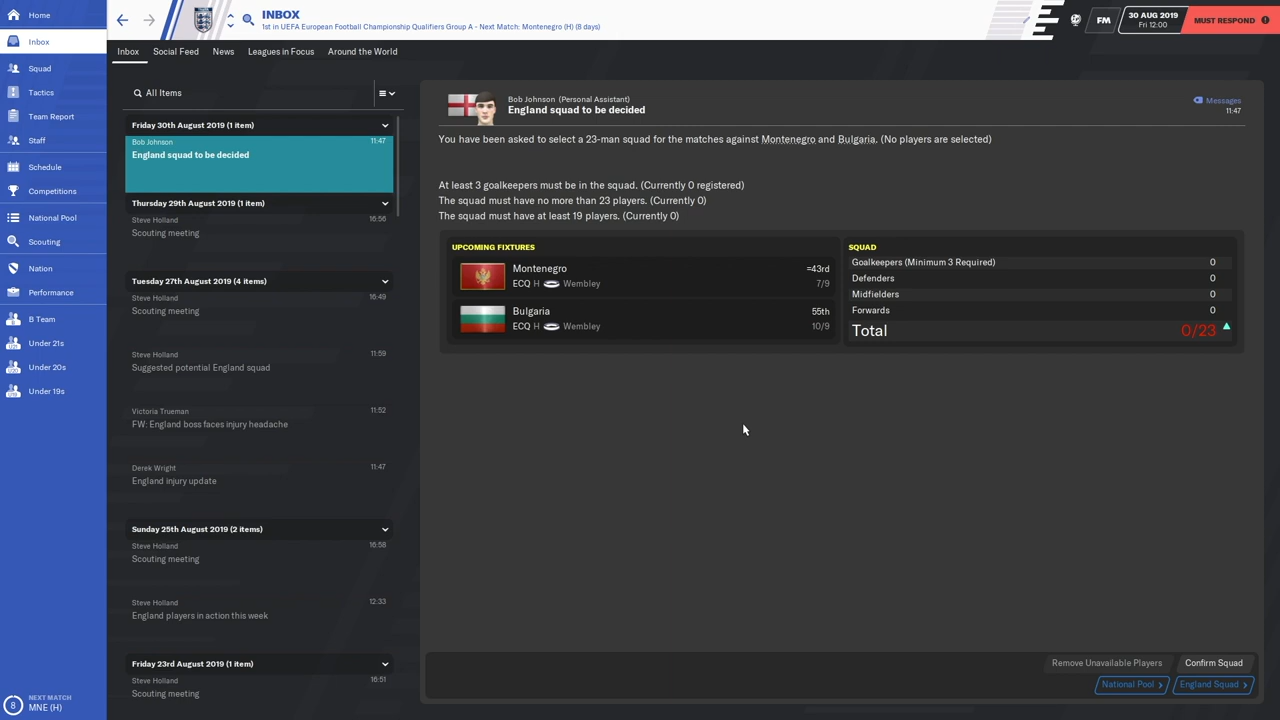 Home
Inbox
Squad
Tactics
Team Report
Staff
Schedule
Competitions
National Pool
Scouting
Nation
Performance
B Team
Under 21s
Under 20s
Under 19s
8
NEXT MATCH
MNE (H)
INBOX
1st in UEFA European Football Championship Qualifiers Group A - Next Match: Montenegro (H) (8 days)
FM
30 AUG 2019
Fri 12:00
MUST RESPOND
Inbox Social Feed News Leagues in Focus Around the World
All Items
Friday 30th August 2019 (1 item)
Bob Johnson 11:47
England squad to be decided
Thursday 29th August 2019 (1 item)
Steve Holland 16:56
Scouting meeting
Tuesday 27th August 2019 (4 items)
Steve Holland 16:49
Scouting meeting
Steve Holland 11:59
Suggested potential England squad
Victoria Trueman 11:52
FW: England boss faces injury headache
Derek Wright 11:47
England injury update
Sunday 25th August 2019 (2 items)
Steve Holland 16:58
Scouting meeting
Steve Holland 12:33
England players in action this week
Friday 23rd August 2019 (1 item)
Steve Holland 16:51
Scouting meeting
Bob Johnson (Personal Assistant)
England squad to be decided
Messages
11:47
You have been asked to select a 23-man squad for the matches against Montenegro and Bulgaria. (No players are selected)
At least 3 goalkeepers must be in the squad. (Currently 0 registered)
The squad must have no more than 23 players. (Currently 0)
The squad must have at least 19 players. (Currently 0)
UPCOMING FIXTURES
Montenegro =43rd
ECQ H Wembley 7/9
Bulgaria 55th
ECQ H Wembley 10/9
SQUAD
Goalkeepers (Minimum 3 Required) 0
Defenders 0
Midfielders 0
Forwards 0
Total 0/23
Remove Unavailable Players Confirm Squad
National Pool England Squad